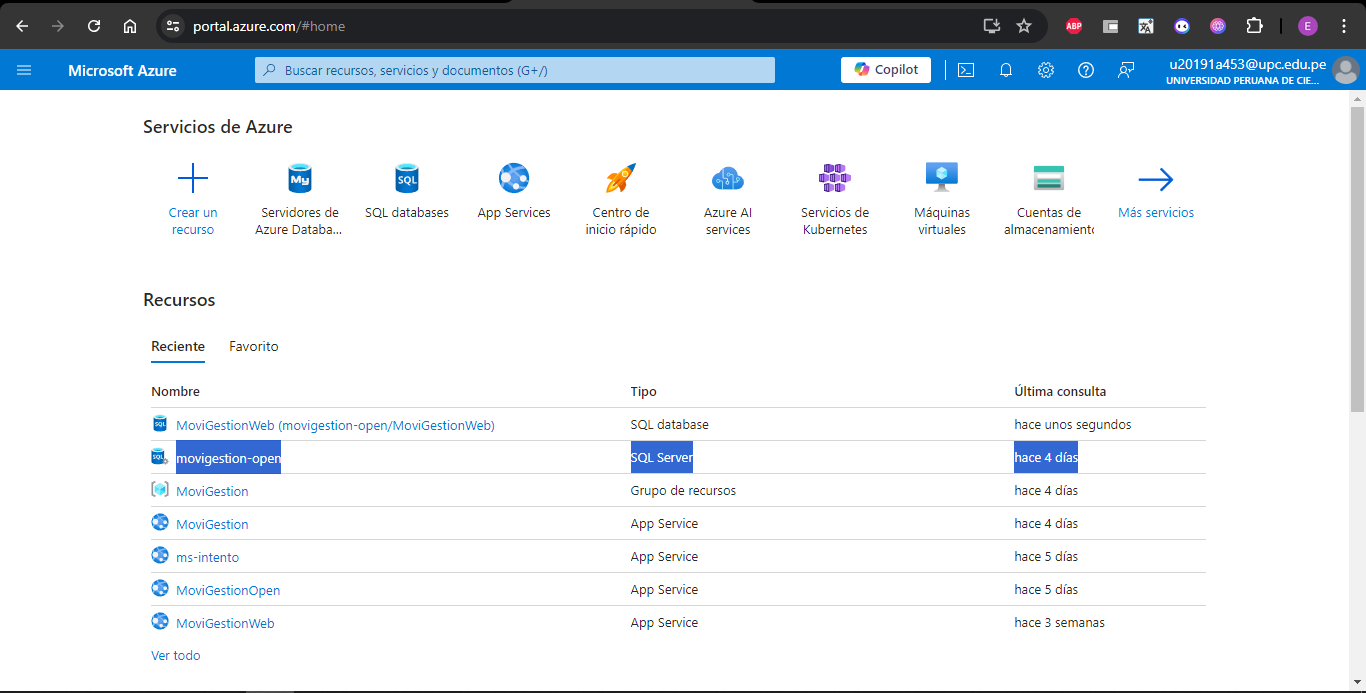 portal.azure.com/#home
ABP
E
Microsoft Azure
Buscar recursos, servicios y documentos (G+/)
Copilot
u20191a453@upc.edu.pe
UNIVERSIDAD PERUANA DE CIE...
Servicios de Azure
My
SQL
Crear un
recurso
Servidores de
Azure Databa...
SQL databases
App Services
Centro de
inicio rápido
Azure AI
services
Servicios de
Kubernetes
Máquinas
virtuales
Cuentas de
almacenamiento
Más servicios
Recursos
Reciente
Favorito
Nombre
Tipo
Última consulta
SQL
MoviGestionWeb (movigestion-open/MoviGestionWeb)
SQL database
hace unos segundos
SQL
movigestion-open
SQL Server
hace 4 días
MoviGestion
Grupo de recursos
hace 4 días
MoviGestion
App Service
hace 4 días
ms-intento
App Service
hace 5 días
MoviGestionOpen
App Service
hace 5 días
MoviGestionWeb
App Service
hace 3 semanas
Ver todo